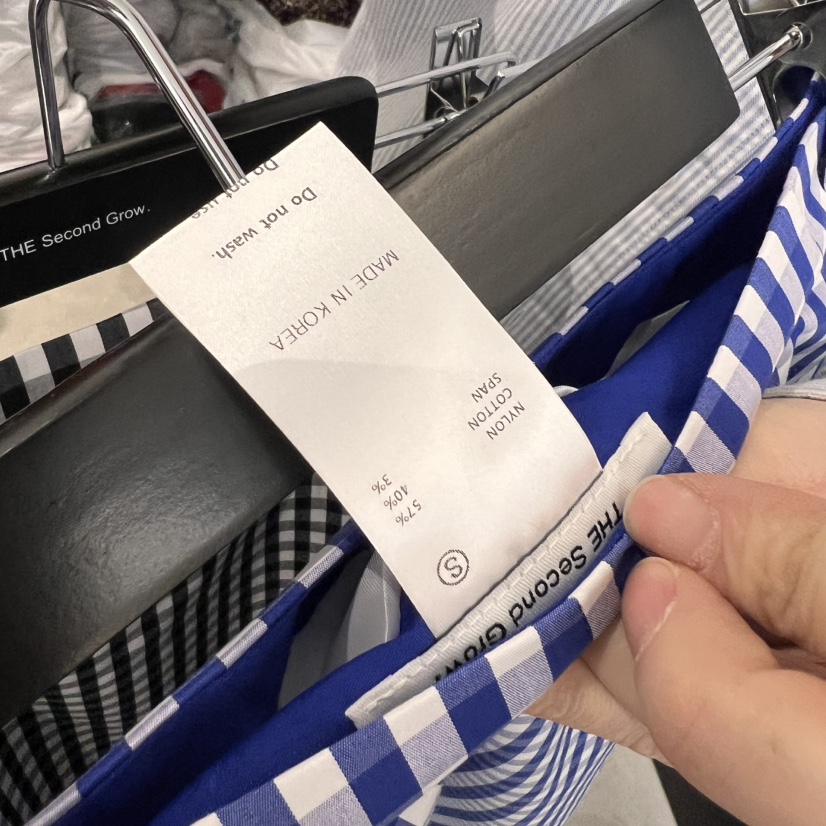 THE Second Grow.
THE Second Grow.
S
57% NYLON
40% COTTON
3% SPAN
MADE IN KOREA
Do not wash.
Do not use